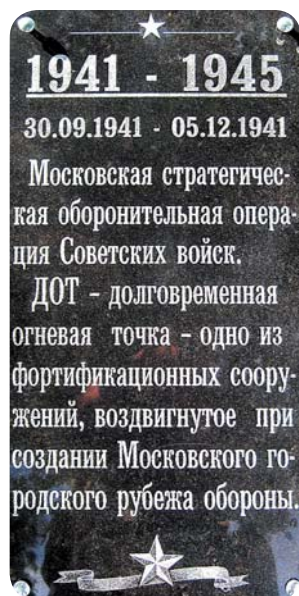 1941 - 1945
30.09.1941 - 05.12.1941
Московская стратегичес-
кая оборонительная опера-
ция Советских войск.
ДОТ - долговременная
огневая точка - одно из
фортификационных соору-
жений, воздвигнутое при
создании Московского го-
родского рубежа обороны.